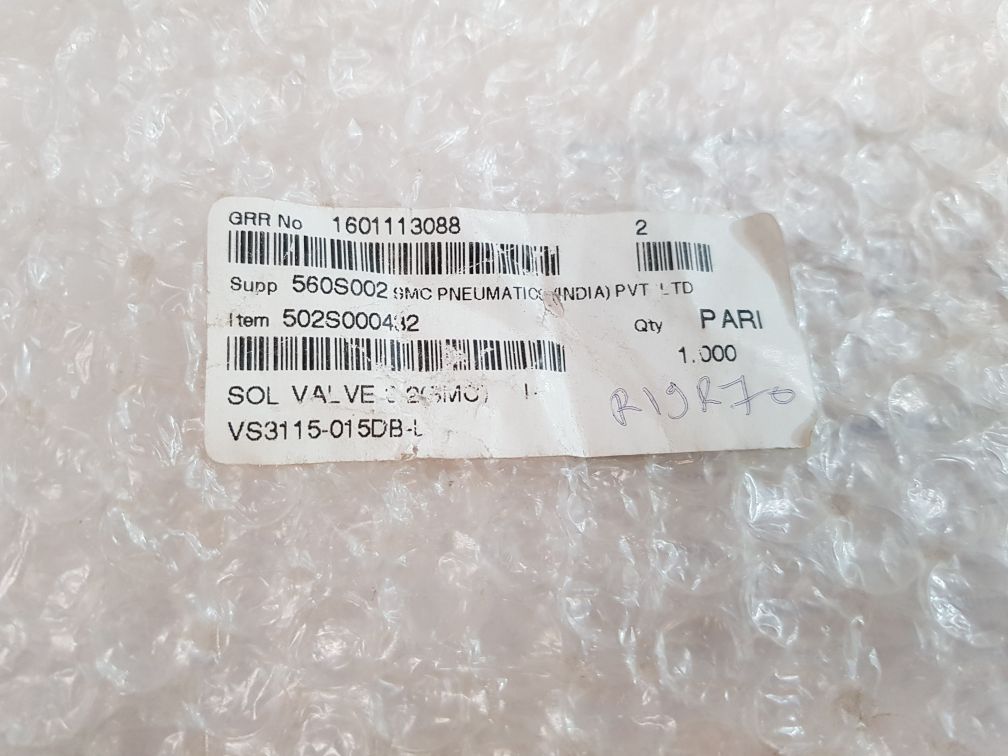 GRR No 1601113088 2
Supp 560S002 SMC PNEUMATICS (INDIA) PVT LTD
Item 502S000432
Qty PARI
1.000
SOL VALVE
VS3115-015DB-L
R19R70